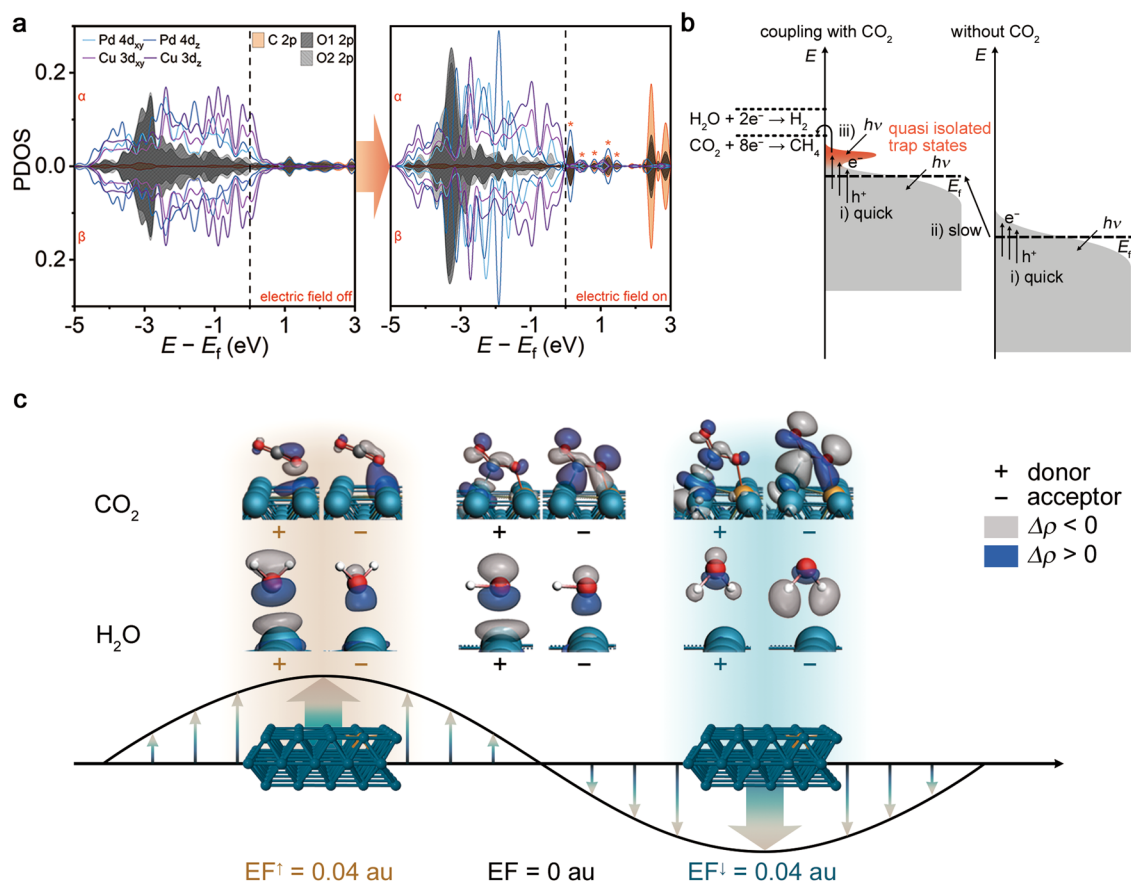 a
Pd 4dxy Pd 4dz C 2p O1 2p
Cu 3dxy Cu 3dz O2 2p
PDOS
0.2
0.0
0.2
α
β
α
β
* * * * *
electric field off
electric field on
-5 -3 -1 1 3
-5 -3 -1 1 3
E − Ef (eV)
E − Ef (eV)
b
coupling with CO2
without CO2
E
E
H2O + 2e− → H2
CO2 + 8e− → CH4
iii)
hν
quasi isolated
trap states
e−
hν
h+
Ef
i) quick
ii) slow
e−
hν
h+
Ef
i) quick
c
CO2
+ − + − + −
H2O
+ − + − + −
+ donor
− acceptor
Δρ < 0
Δρ > 0
EF↑ = 0.04 au
EF = 0 au
EF↓ = 0.04 au